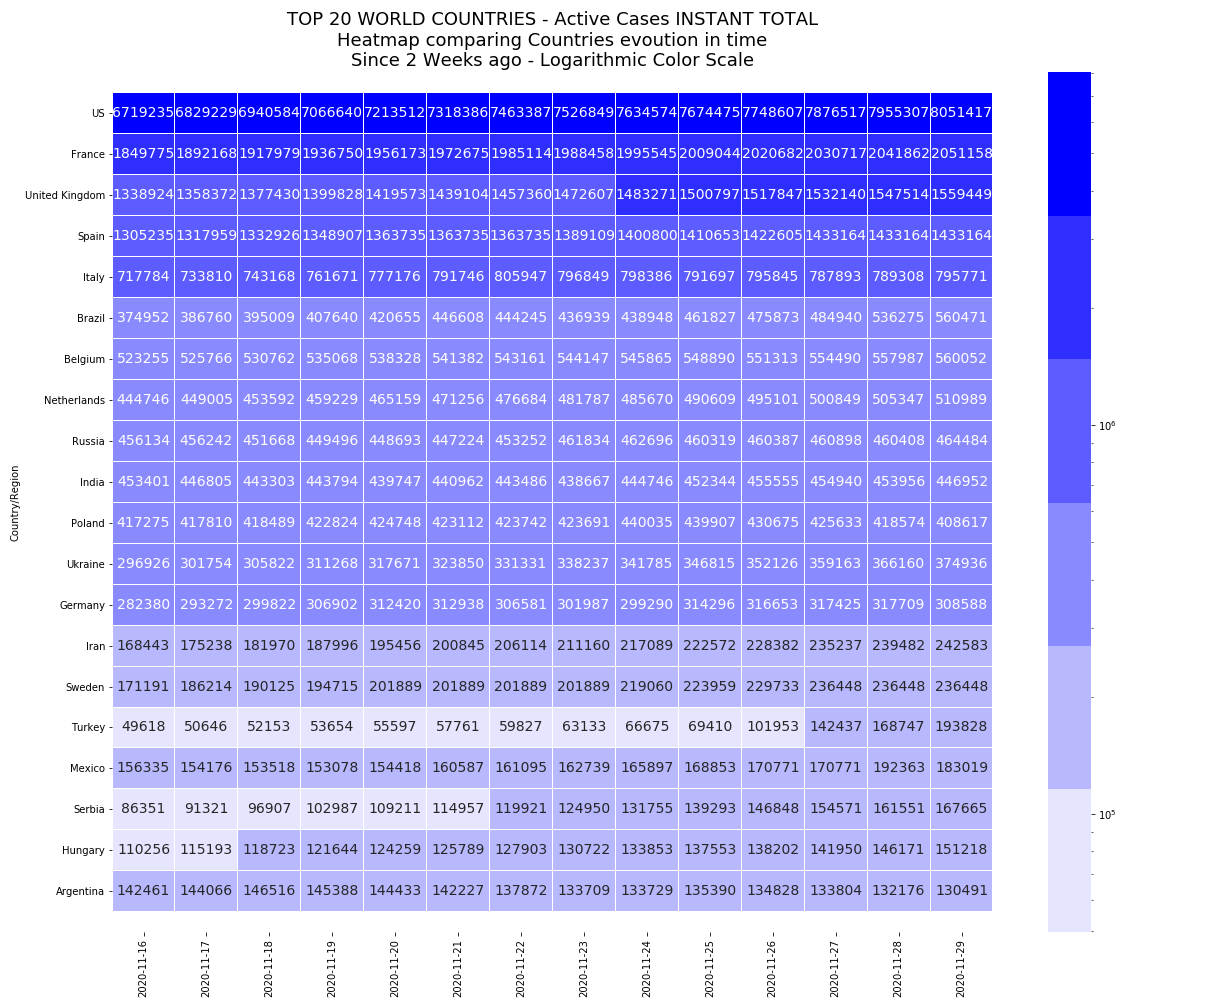 TOP 20 WORLD COUNTRIES - Active Cases INSTANT TOTAL
Heatmap comparing Countries evoution in time
Since 2 Weeks ago - Logarithmic Color Scale
US 6719235 6829229 6940584 7066640 7213512 7318386 7463387 7526849 7634574 7674475 7748607 7876517 7955307 8051417
France 1849775 1892168 1917979 1936750 1956173 1972675 1985114 1988458 1995545 2009044 2020682 2030717 2041862 2051158
United Kingdom 1338924 1358372 1377430 1399828 1419573 1439104 1457360 1472607 1483271 1500797 1517847 1532140 1547514 1559449
Spain 1305235 1317959 1332926 1348907 1363735 1363735 1363735 1389109 1400800 1410653 1422605 1433164 1433164 1433164
Italy 717784 733810 743168 761671 777176 791746 805947 796849 798386 791697 795845 787893 789308 795771
Brazil 374952 386760 395009 407640 420655 446608 444245 436939 438948 461827 475873 484940 536275 560471
Belgium 523255 525766 530762 535068 538328 541382 543161 544147 545865 548890 551313 554490 557987 560052
Netherlands 444746 449005 453592 459229 465159 471256 476684 481787 485670 490609 495101 500849 505347 510989
Russia 456134 456242 451668 449496 448693 447224 453252 461834 462696 460319 460387 460898 460408 464484
India 453401 446805 443303 443794 439747 440962 443486 438667 444746 452344 455555 454940 453956 446952
Poland 417275 417810 418489 422824 424748 423112 423742 423691 440035 439907 430675 425633 418574 408617
Ukraine 296926 301754 305822 311268 317671 323850 331331 338237 341785 346815 352126 359163 366160 374936
Germany 282380 293272 299822 306902 312420 312938 306581 301987 299290 314296 316653 317425 317709 308588
Iran 168443 175238 181970 187996 195456 200845 206114 211160 217089 222572 228382 235237 239482 242583
Sweden 171191 186214 190125 194715 201889 201889 201889 201889 219060 223959 229733 236448 236448 236448
Turkey 49618 50646 52153 53654 55597 57761 59827 63133 66675 69410 101953 142437 168747 193828
Mexico 156335 154176 153518 153078 154418 160587 161095 162739 165897 168853 170771 170771 192363 183019
Serbia 86351 91321 96907 102987 109211 114957 119921 124950 131755 139293 146848 154571 161551 167665
Hungary 110256 115193 118723 121644 124259 125789 127903 130722 133853 137553 138202 141950 146171 151218
Argentina 142461 144066 146516 145388 144433 142227 137872 133709 133729 135390 134828 133804 132176 130491
2020-11-16 2020-11-17 2020-11-18 2020-11-19 2020-11-20 2020-11-21 2020-11-22 2020-11-23 2020-11-24 2020-11-25 2020-11-26 2020-11-27 2020-11-28 2020-11-29
Country/Region
10⁶
10⁵